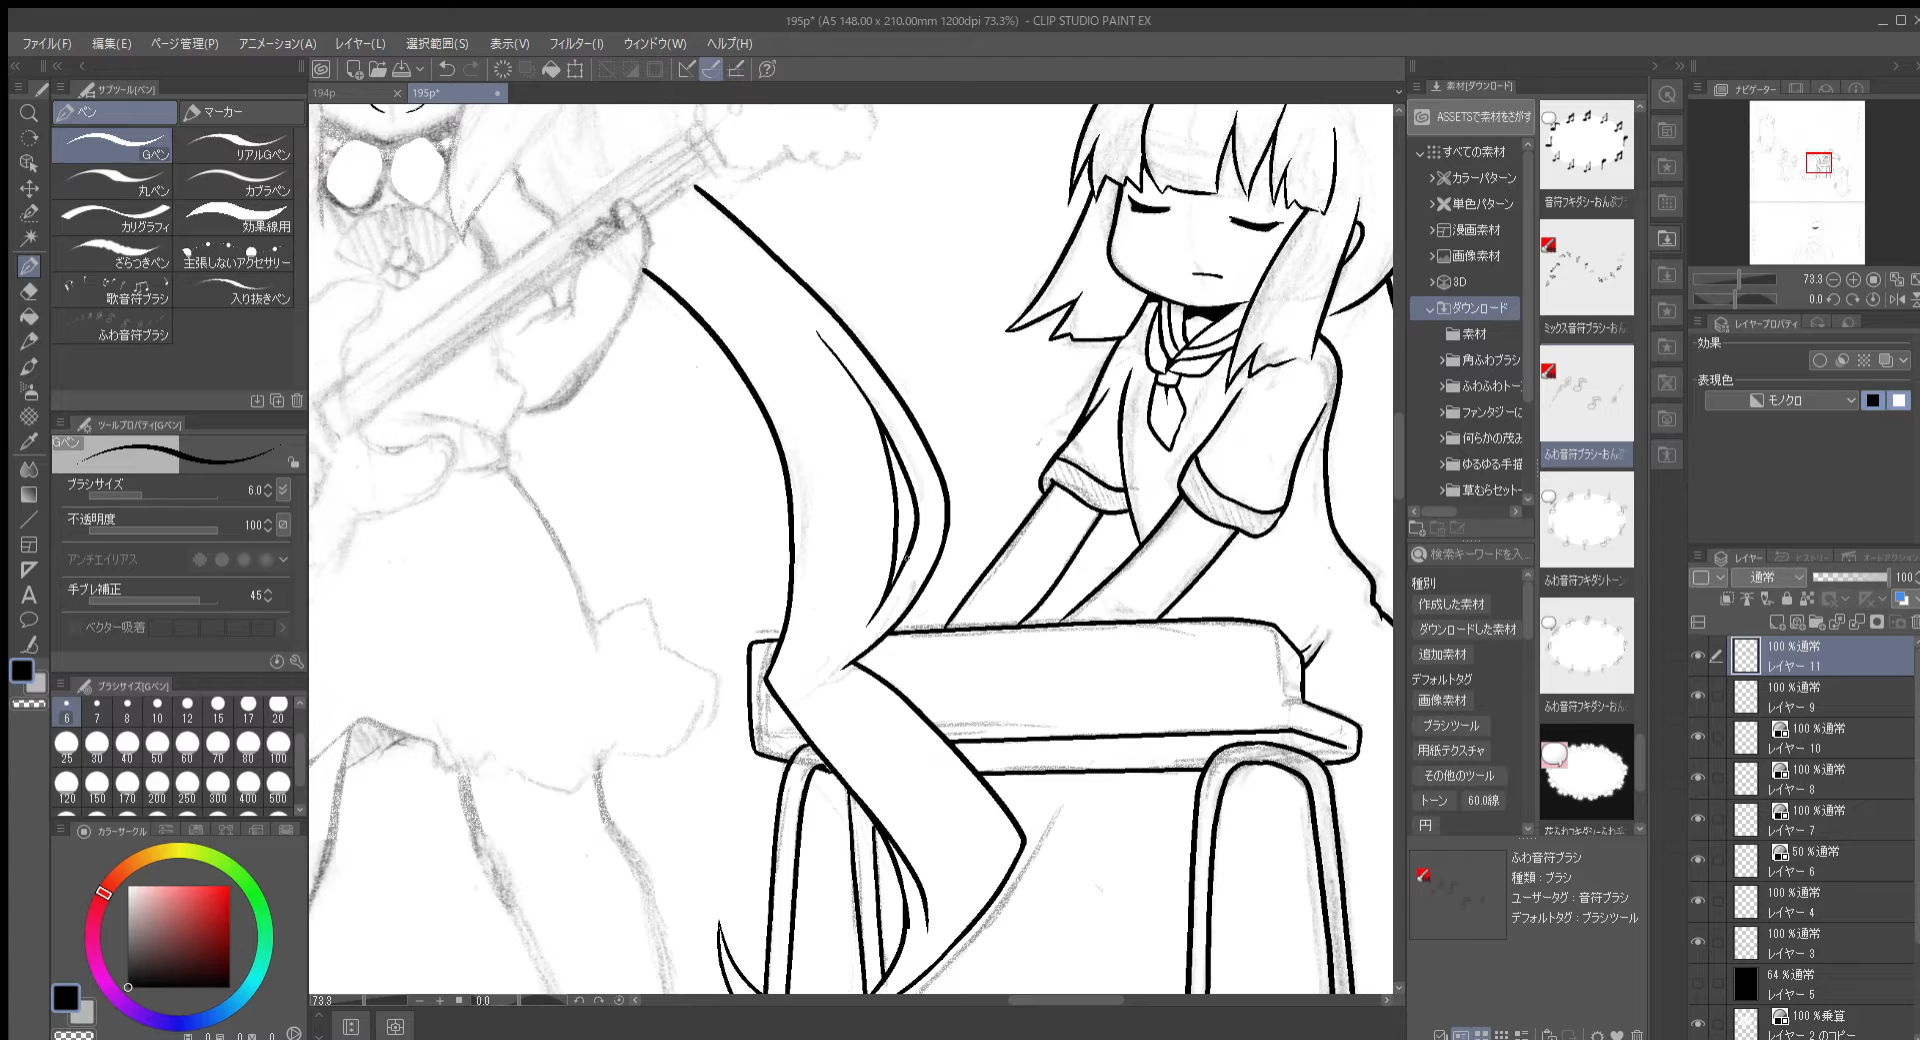 195p* (A5 148.00 x 210.00mm 1200dpi 73.3%) - CLIP STUDIO PAINT EX
ファイル(F) 編集(E) ページ管理(P) アニメーション(A) レイヤー(L) 選択範囲(S) 表示(V) フィルター(I) ウィンドウ(W) ヘルプ(H)
サブツール[ペン]
ペン
マーカー
Gペン
リアルGペン
丸ペン
カブラペン
カリグラフィ
効果線用
ざらつきペン
主張しないアクセサリー
歌音符ブラシ
入り抜きペン
ふわ音符ブラシ
ツールプロパティ[Gペン]
Gペン
ブラシサイズ 6.0
不透明度 100
アンチエイリアス
手ブレ補正 45
ベクター吸着
ブラシサイズ[Gペン]
6 7 8 10 12 15 17 20
25 30 40 50 60 70 80 100
120 150 170 200 250 300 400 500
カラーサークル
194p
195p*
73.3
0.0
素材[ダウンロード]
ASSETSで素材をさがす
すべての素材
カラーパターン
単色パターン
漫画素材
画像素材
3D
ダウンロード
素材
角ふわブラシ
ふわふわトー
ファンタジーに
何らかの茂み
ゆるゆる手描
草むらセット
検索キーワードを入...
種別
作成した素材
ダウンロードした素材
追加素材
デフォルトタグ
画像素材
ブラシツール
用紙テクスチャ
その他のツール
トーン
60.0線
円
音符フキダシ-おんぷフ
ミックス音符ブラシ-おん
ふわ音符ブラシ-おんぷ
ふわ音符フキダシトーン
ふわ音符フキダシ-おん
花ふわフキダシ-ふわモ
ふわ音符ブラシ
種類：ブラシ
ユーザータグ：音符ブラシ
デフォルトタグ：ブラシツール
ナビゲーター
73.3
0.0
レイヤープロパティ
効果
表現色
モノクロ
レイヤー
ヒストリー
オートアクション
通常
100
100 %通常
レイヤー 11
100 %通常
レイヤー 9
100 %通常
レイヤー 10
100 %通常
レイヤー 8
100 %通常
レイヤー 7
50 %通常
レイヤー 6
100 %通常
レイヤー 4
100 %通常
レイヤー 3
64 %通常
レイヤー 5
100 %乗算
レイヤー 2 のコピー